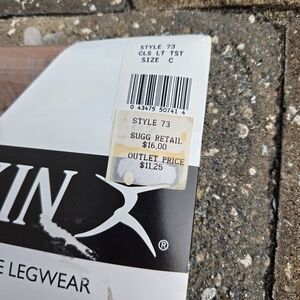 STYLE 73
CLS LT TST
SIZE C
0 43475 50741 4
STYLE 73
SUGG RETAIL
$16.00
OUTLET PRICE
$11.25
KIN
®
E LEGWEAR